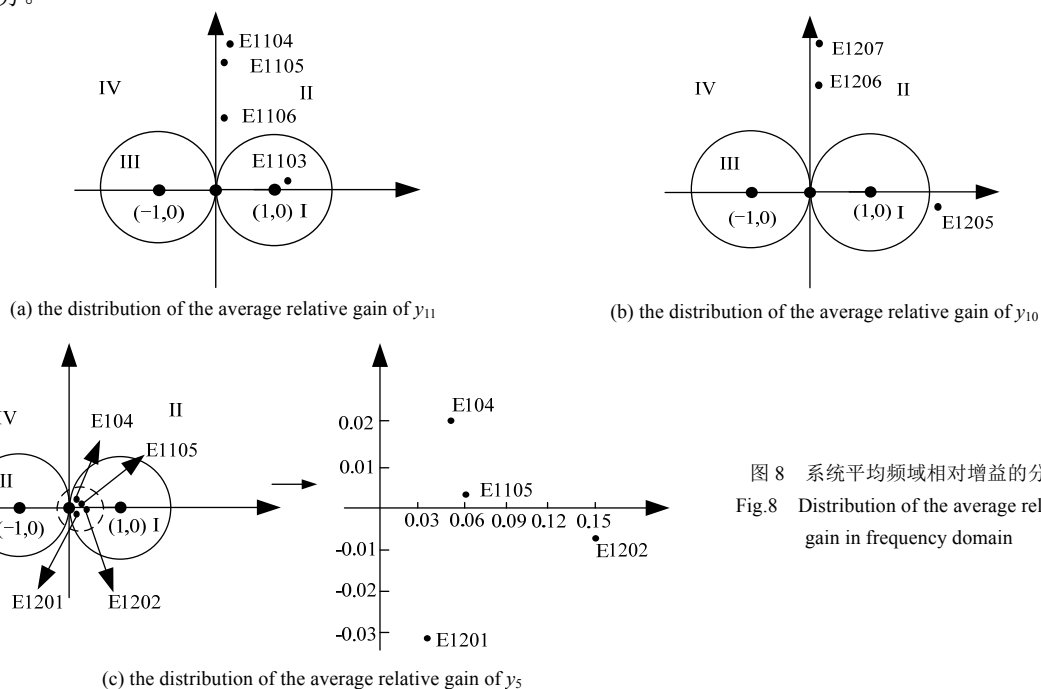 E1104
E1105
IV
II
E1106
III
E1103
(−1,0)
(1,0) I
(a) the distribution of the average relative gain of y11
E1207
E1206
IV
II
III
(−1,0)
(1,0) I
E1205
(b) the distribution of the average relative gain of y10
II
E104
E1105
(1,0) I
E1201
E1202
E104
0.02
0.01
E1105
0.03 0.06 0.09 0.12 0.15
-0.01
E1202
-0.02
-0.03
E1201
(c) the distribution of the average relative gain of y5
图 8 系统平均频域相对增益的分
Fig.8 Distribution of the average rel
gain in frequency domain